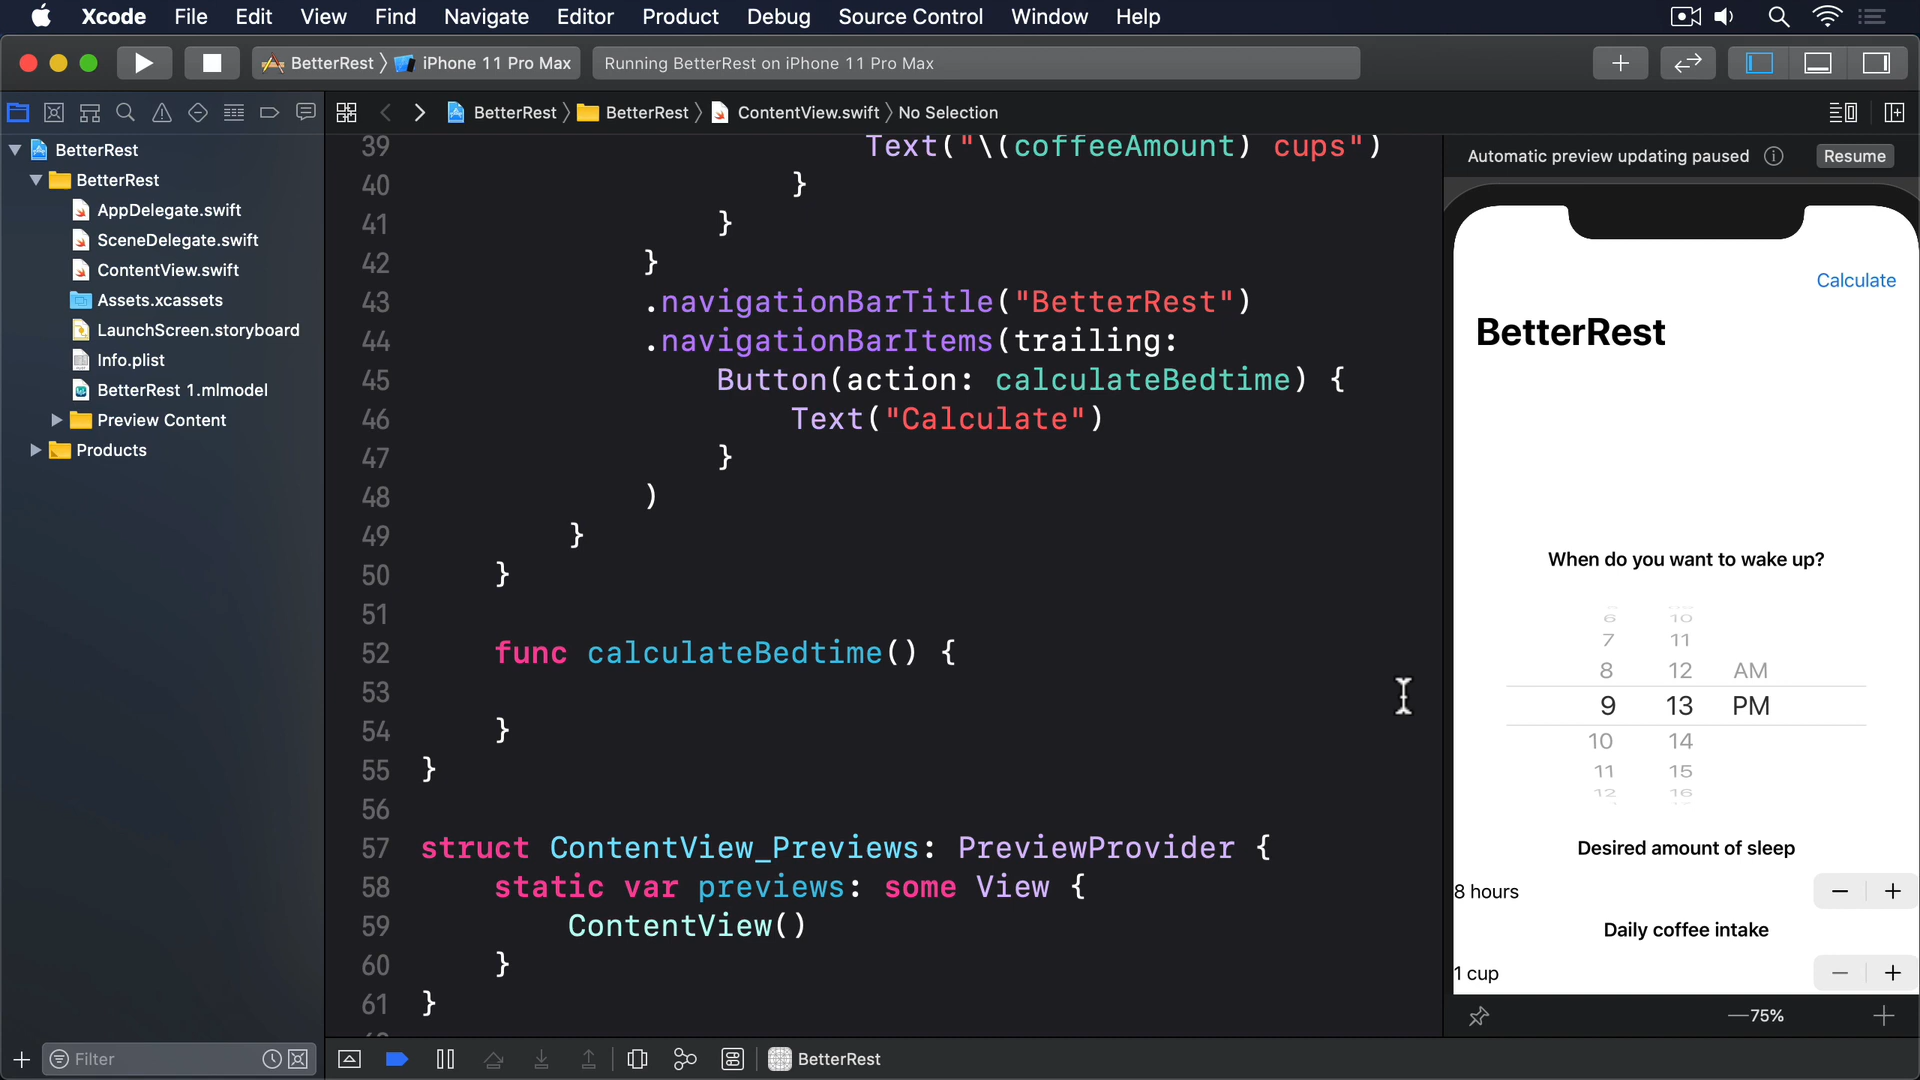 Xcode File Edit View Find Navigate Editor Product Debug Source Control Window Help
BetterRest 〉 iPhone 11 Pro Max
Running BetterRest on iPhone 11 Pro Max
BetterRest 〉 BetterRest 〉 ContentView.swift 〉 No Selection
BetterRest
BetterRest
AppDelegate.swift
SceneDelegate.swift
ContentView.swift
Assets.xcassets
LaunchScreen.storyboard
Info.plist
BetterRest 1.mlmodel
Preview Content
Products
Filter
39 Text("\(coffeeAmount) cups")
40 }
41 }
42 }
43 .navigationBarTitle("BetterRest")
44 .navigationBarItems(trailing:
45 Button(action: calculateBedtime) {
46 Text("Calculate")
47 }
48 )
49 }
50 }
51
52 func calculateBedtime() {
53
54 }
55 }
56
57 struct ContentView_Previews: PreviewProvider {
58 static var previews: some View {
59 ContentView()
60 }
61 }
BetterRest
Automatic preview updating paused Resume
Calculate
BetterRest
When do you want to wake up?
6 10
7 11
8 12 AM
9 13 PM
10 14
11 15
12 16
Desired amount of sleep
8 hours − +
Daily coffee intake
1 cup − +
75%